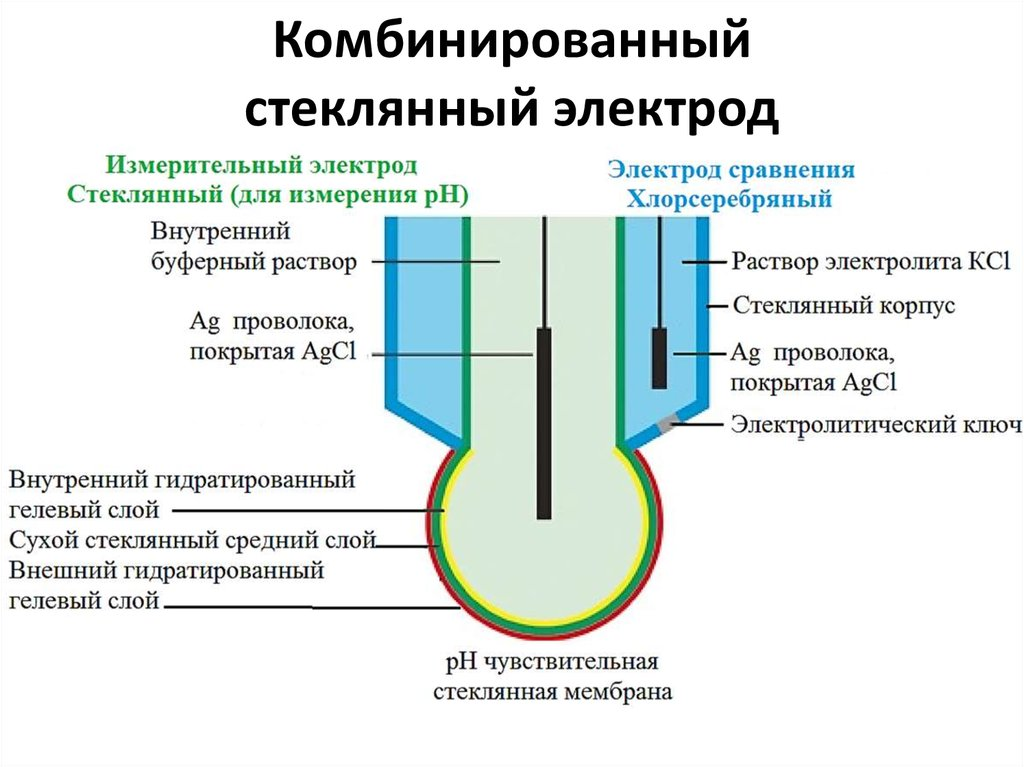 Комбинированный
стеклянный электрод
Измерительный электрод
Стеклянный (для измерения pH)
Электрод сравнения
Хлорсеребряный
Внутренний
буферный раствор
Ag проволока,
покрытая AgCl
Раствор электролита KCl
Стеклянный корпус
Ag проволока,
покрытая AgCl
Электролитический ключ
Внутренний гидратированный
гелевый слой
Сухой стеклянный средний слой
Внешний гидратированный
гелевый слой
pH чувствительная
стеклянная мембрана